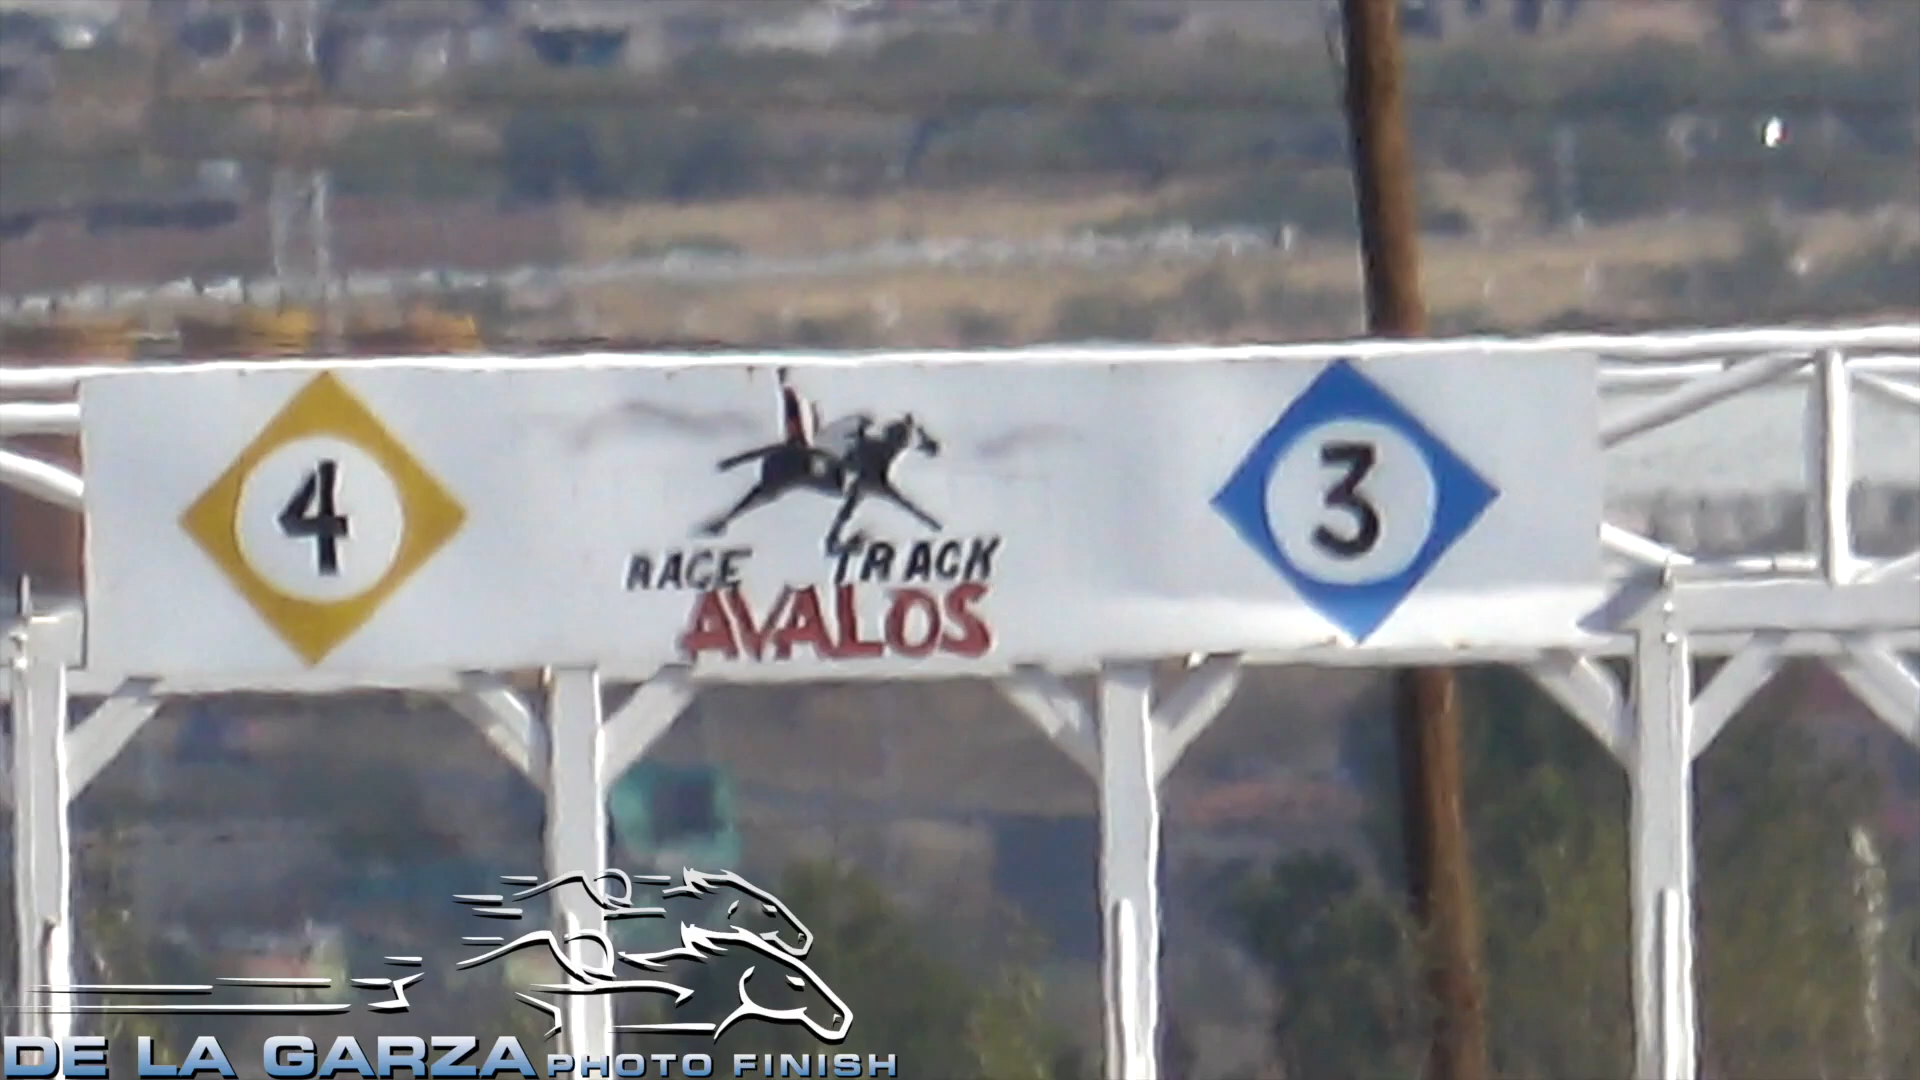 4
RACE TRACK
AVALOS
3
DE LA GARZA PHOTO FINISH